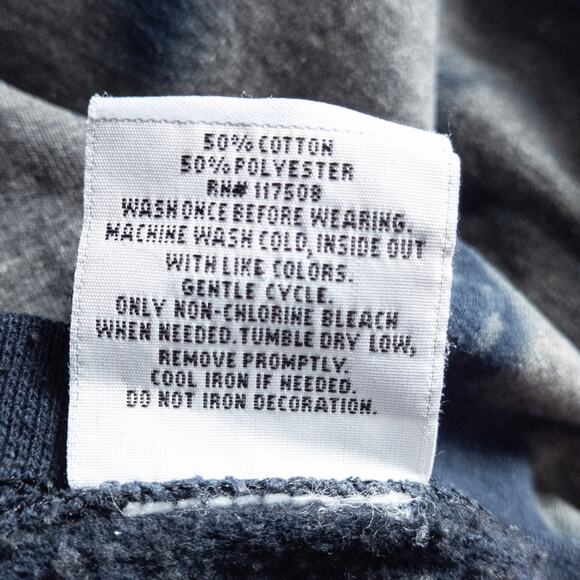 50% COTTON
50% POLYESTER
RN# 117508
WASH ONCE BEFORE WEARING.
MACHINE WASH COLD, INSIDE OUT
WITH LIKE COLORS.
GENTLE CYCLE.
ONLY NON-CHLORINE BLEACH
WHEN NEEDED.TUMBLE DRY LOW,
REMOVE PROMPTLY.
COOL IRON IF NEEDED.
DO NOT IRON DECORATION.